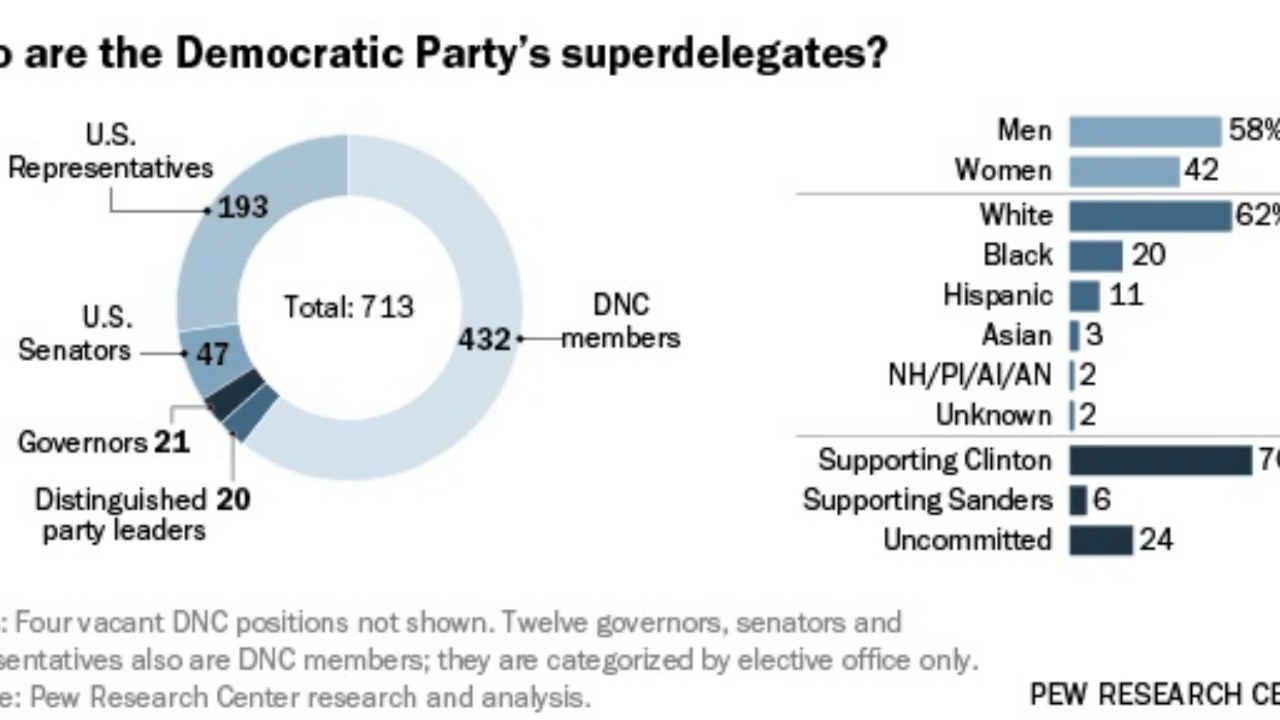 o are the Democratic Party's superdelegates?
U.S.
Representatives
193
U.S.
Senators
47
Governors 21
Distinguished 20
party leaders
Total: 713
432
DNC
members
Men 58%
Women 42
White 62%
Black 20
Hispanic 11
Asian 3
NH/PI/AI/AN 2
Unknown 2
Supporting Clinton 7
Supporting Sanders 6
Uncommitted 24
: Four vacant DNC positions not shown. Twelve governors, senators and
sentatives also are DNC members; they are categorized by elective office only.
e: Pew Research Center research and analysis.
PEW RESEARCH CE